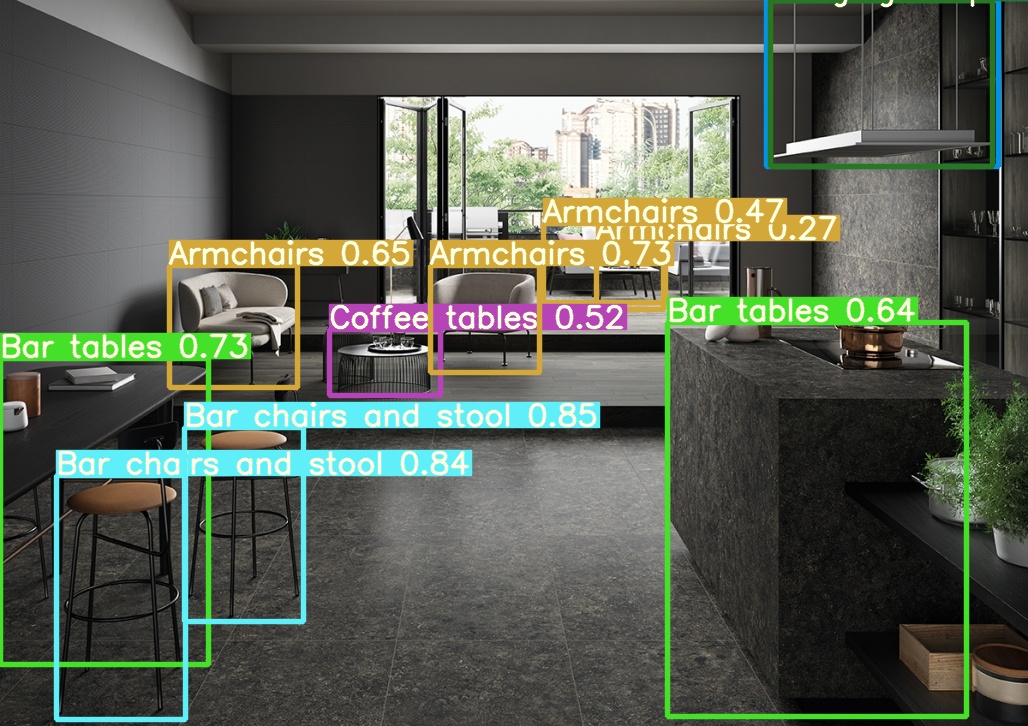 Armchairs 0.47
Armchairs 0.27
Armchairs 0.65
Armchairs 0.73
Coffee tables 0.52
Bar tables 0.64
Bar tables 0.73
Bar chairs and stool 0.85
Bar chairs and stool 0.84